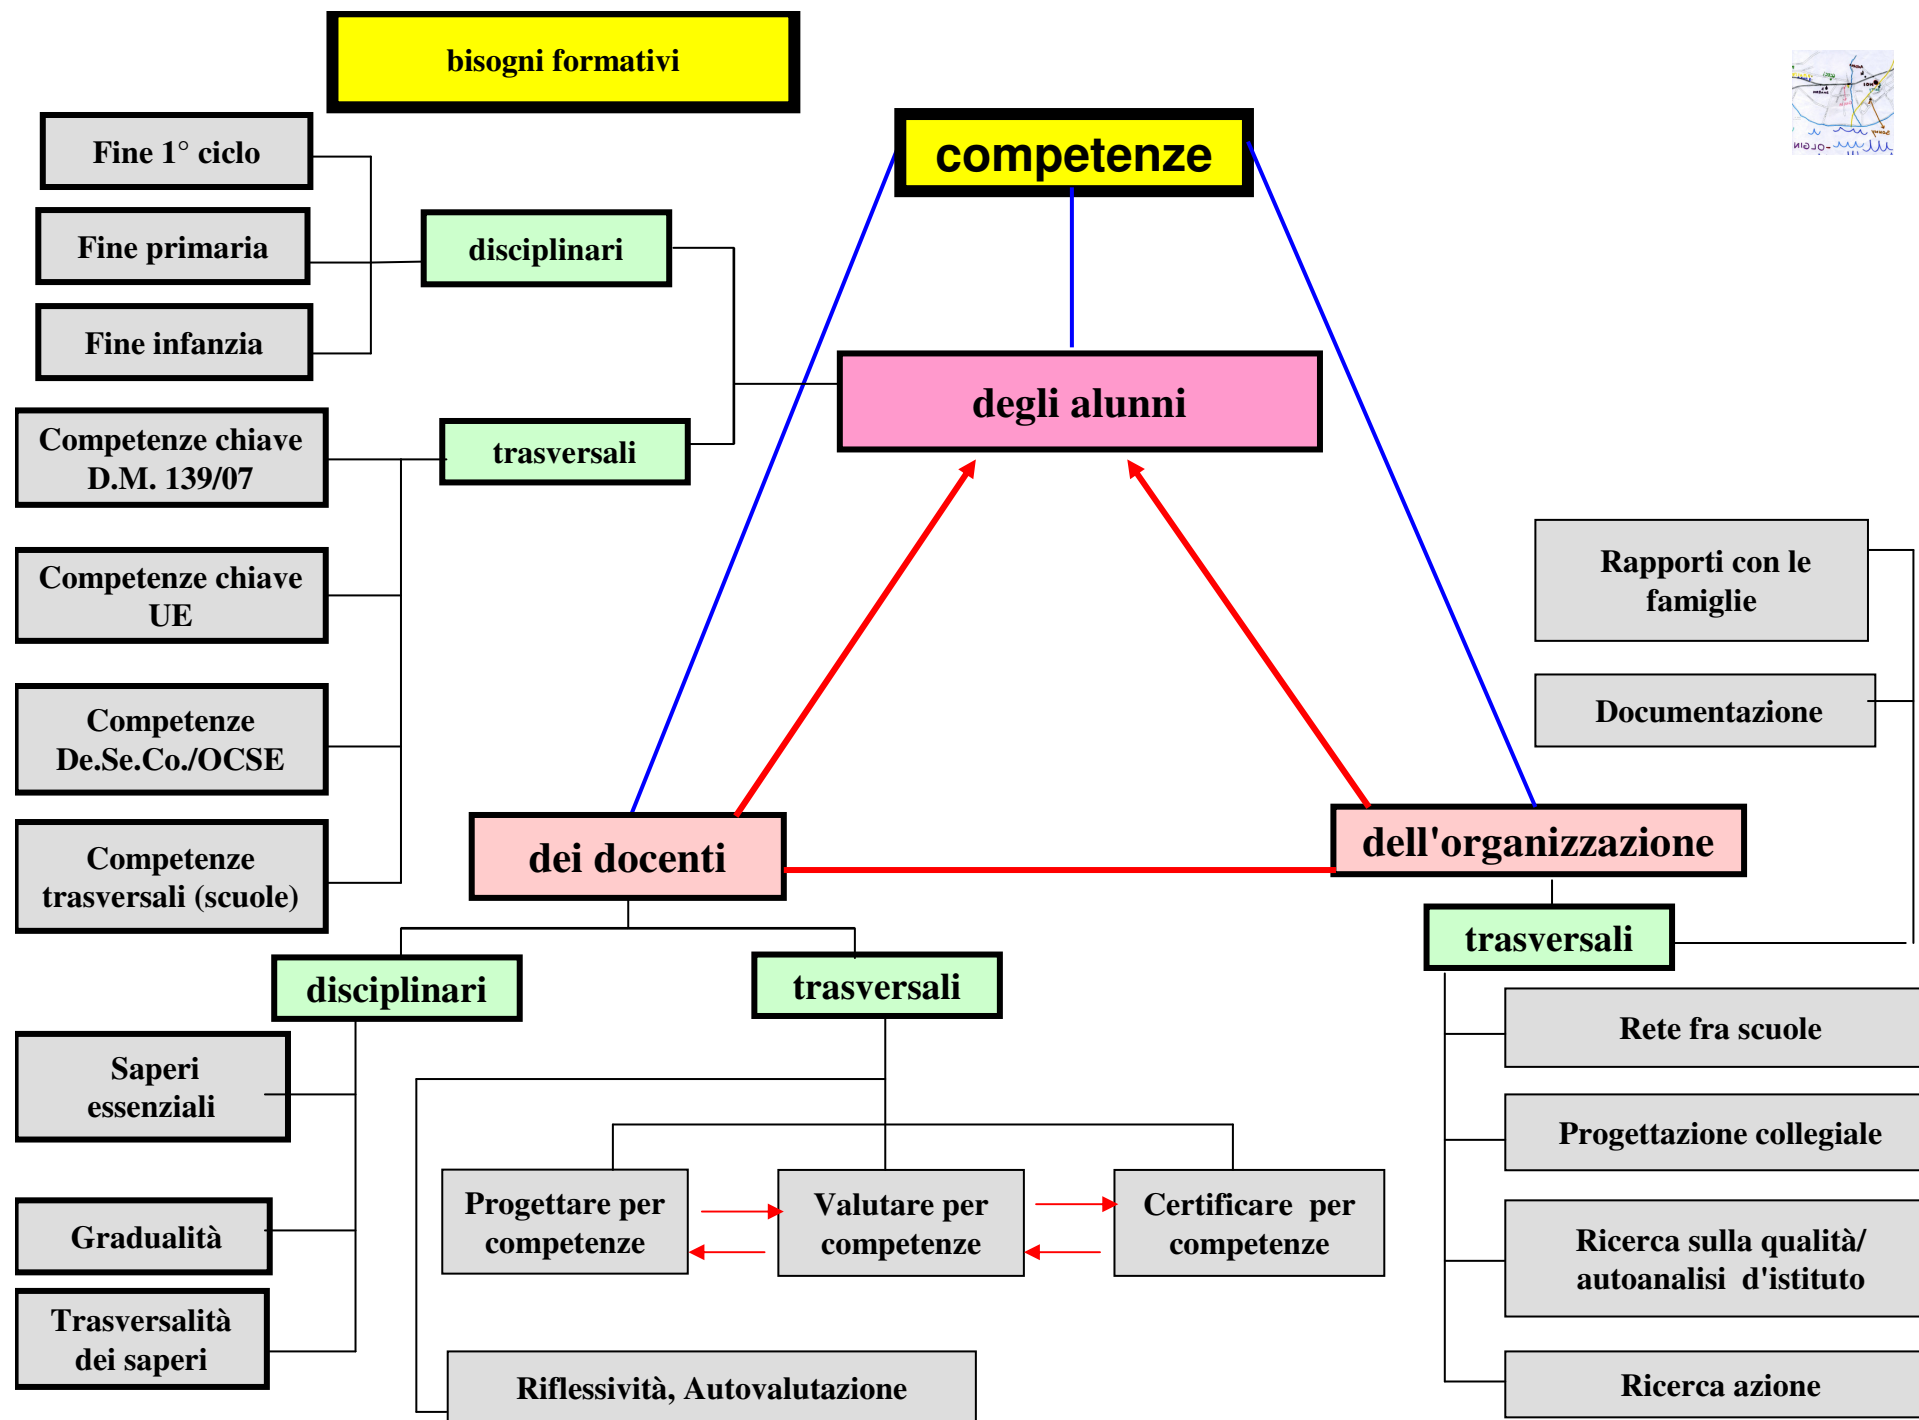 bisogni formativi
competenze
Fine 1° ciclo
Fine primaria
Fine infanzia
disciplinari
degli alunni
trasversali
Competenze chiave
D.M. 139/07
Competenze chiave
UE
Competenze
De.Se.Co./OCSE
Competenze
trasversali (scuole)
Rapporti con le
famiglie
Documentazione
dei docenti
dell'organizzazione
disciplinari
trasversali
trasversali
Saperi
essenziali
Gradualità
Trasversalità
dei saperi
Progettare per
competenze
Valutare per
competenze
Certificare  per
competenze
Riflessività, Autovalutazione
Rete fra scuole
Progettazione collegiale
Ricerca sulla qualità/
autoanalisi  d'istituto
Ricerca azione